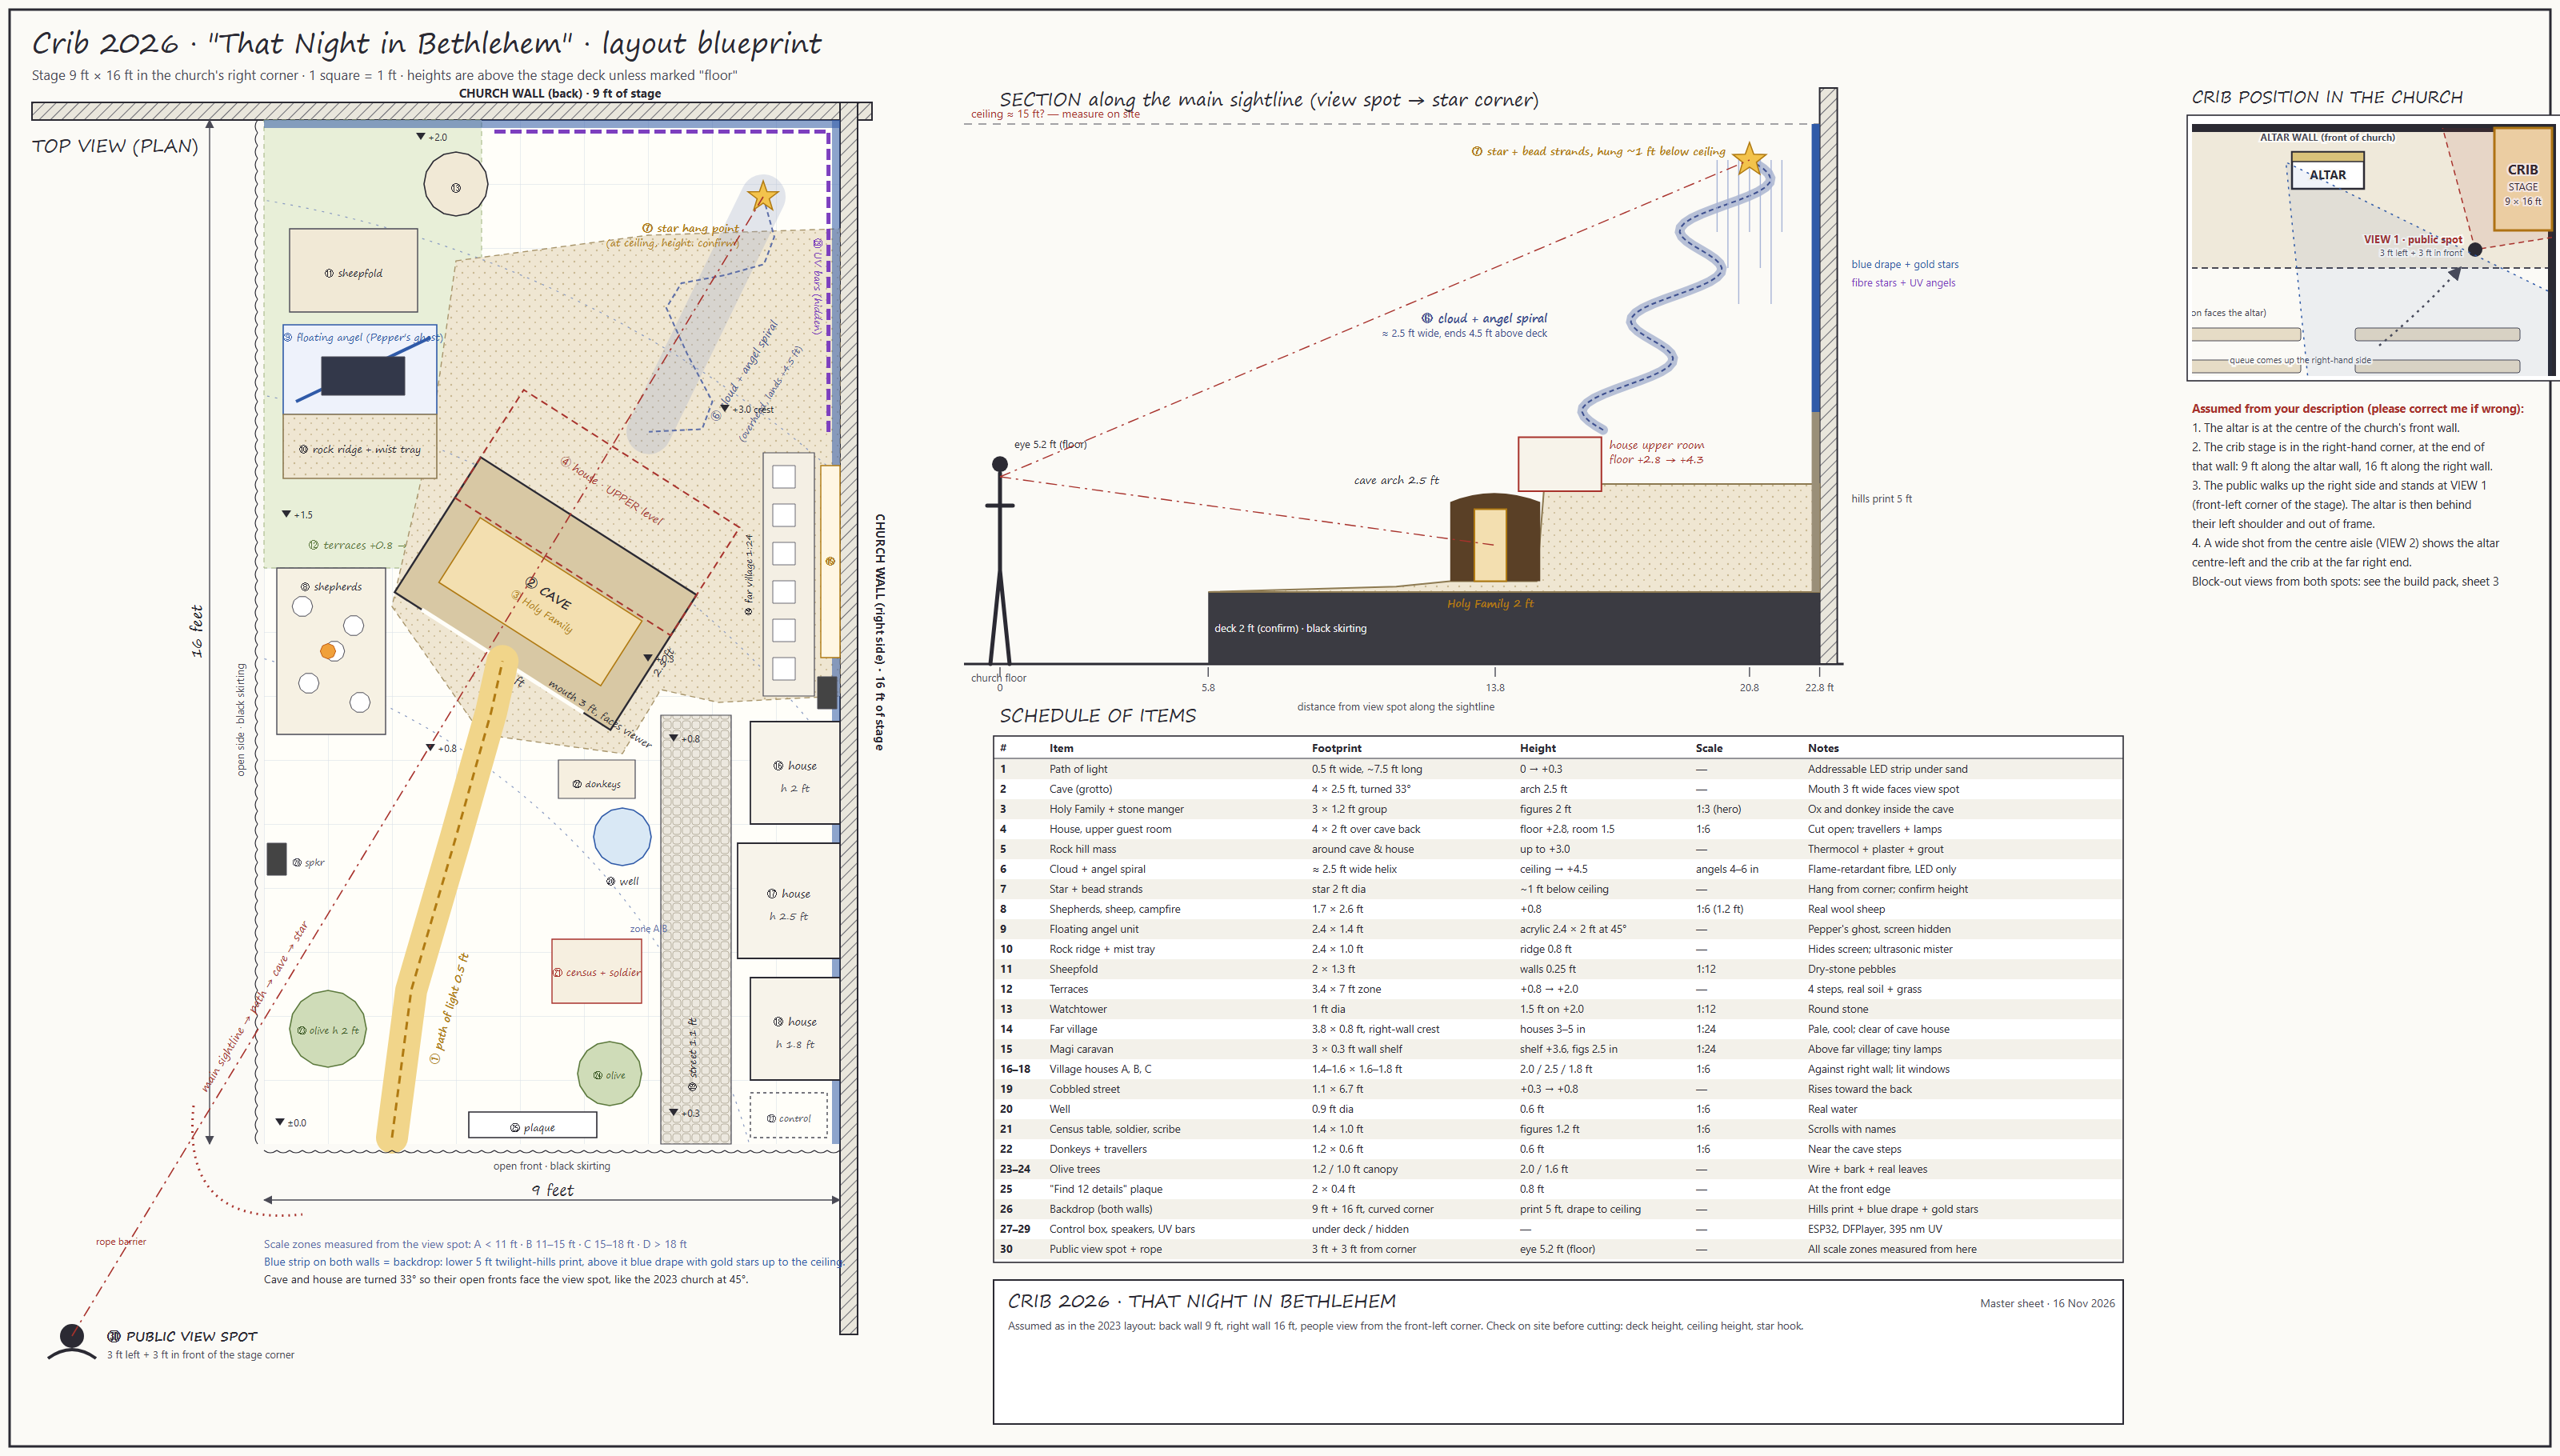 Crib 2026 · "That Night in Bethlehem" · layout blueprint
Stage 9 ft × 16 ft in the church's right corner · 1 square = 1 ft · heights are above the stage deck unless marked "floor"
CHURCH WALL (back) · 9 ft of stage
TOP VIEW (PLAN)
+2.0
⑬
⑦ star hang point
(at ceiling, height: confirm)
㉙ UV bars (hidden)
⑪ sheepfold
⑨ floating angel (Pepper's ghost)
⑥ cloud + angel spiral
(overhead, lands +4.5 ft)
+3.0 crest
⑩ rock ridge + mist tray
④ house · UPPER level
+1.5
⑫ terraces +0.8 →
⑭ far village 1:24
⑮
② CAVE
③ Holy Family
⑧ shepherds
16 feet
open side · black skirting
CHURCH WALL (right side) · 16 ft of stage
mouth 3 ft, faces viewer
+0.8
+0.8
⑯ house
h 2 ft
㉒ donkeys
⑳ well
㉘ spkr
⑰ house
h 2.5 ft
zone A/B
㉑ census + soldier
main sightline → path → cave → star
① path of light 0.5 ft
㉓ olive h 2 ft
⑱ house
h 1.8 ft
㉔ olive
⑲ street 1.1 ft
+0.3
±0.0
㉕ plaque
㉗ control
open front · black skirting
9 feet
rope barrier
Scale zones measured from the view spot: A < 11 ft · B 11–15 ft · C 15–18 ft · D > 18 ft
Blue strip on both walls = backdrop: lower 5 ft twilight-hills print, above it blue drape with gold stars up to the ceiling.
Cave and house are turned 33° so their open fronts face the view spot, like the 2023 church at 45°.
㉚ PUBLIC VIEW SPOT
3 ft left + 3 ft in front of the stage corner
SECTION along the main sightline (view spot → star corner)
ceiling ≈ 15 ft? — measure on site
⑦ star + bead strands, hung ~1 ft below ceiling
blue drape + gold stars
fibre stars + UV angels
⑥ cloud + angel spiral
≈ 2.5 ft wide, ends 4.5 ft above deck
eye 5.2 ft (floor)
house upper room
floor +2.8 → +4.3
cave arch 2.5 ft
hills print 5 ft
Holy Family 2 ft
deck 2 ft (confirm) · black skirting
church floor
0 5.8 13.8 20.8 22.8 ft
distance from view spot along the sightline
SCHEDULE OF ITEMS
# Item Footprint Height Scale Notes
1 Path of light 0.5 ft wide, ~7.5 ft long 0 → +0.3 — Addressable LED strip under sand
2 Cave (grotto) 4 × 2.5 ft, turned 33° arch 2.5 ft — Mouth 3 ft wide faces view spot
3 Holy Family + stone manger 3 × 1.2 ft group figures 2 ft 1:3 (hero) Ox and donkey inside the cave
4 House, upper guest room 4 × 2 ft over cave back floor +2.8, room 1.5 1:6 Cut open; travellers + lamps
5 Rock hill mass around cave & house up to +3.0 — Thermocol + plaster + grout
6 Cloud + angel spiral ≈ 2.5 ft wide helix ceiling → +4.5 angels 4–6 in Flame-retardant fibre, LED only
7 Star + bead strands star 2 ft dia ~1 ft below ceiling — Hang from corner; confirm height
8 Shepherds, sheep, campfire 1.7 × 2.6 ft +0.8 1:6 (1.2 ft) Real wool sheep
9 Floating angel unit 2.4 × 1.4 ft acrylic 2.4 × 2 ft at 45° — Pepper's ghost, screen hidden
10 Rock ridge + mist tray 2.4 × 1.0 ft ridge 0.8 ft — Hides screen; ultrasonic mister
11 Sheepfold 2 × 1.3 ft walls 0.25 ft 1:12 Dry-stone pebbles
12 Terraces 3.4 × 7 ft zone +0.8 → +2.0 — 4 steps, real soil + grass
13 Watchtower 1 ft dia 1.5 ft on +2.0 1:12 Round stone
14 Far village 3.8 × 0.8 ft, right-wall crest houses 3–5 in 1:24 Pale, cool; clear of cave house
15 Magi caravan 3 × 0.3 ft wall shelf shelf +3.6, figs 2.5 in 1:24 Above far village; tiny lamps
16–18 Village houses A, B, C 1.4–1.6 × 1.6–1.8 ft 2.0 / 2.5 / 1.8 ft 1:6 Against right wall; lit windows
19 Cobbled street 1.1 × 6.7 ft +0.3 → +0.8 — Rises toward the back
20 Well 0.9 ft dia 0.6 ft 1:6 Real water
21 Census table, soldier, scribe 1.4 × 1.0 ft figures 1.2 ft 1:6 Scrolls with names
22 Donkeys + travellers 1.2 × 0.6 ft 0.6 ft 1:6 Near the cave steps
23–24 Olive trees 1.2 / 1.0 ft canopy 2.0 / 1.6 ft — Wire + bark + real leaves
25 "Find 12 details" plaque 2 × 0.4 ft 0.8 ft — At the front edge
26 Backdrop (both walls) 9 ft + 16 ft, curved corner print 5 ft, drape to ceiling — Hills print + blue drape + gold stars
27–29 Control box, speakers, UV bars under deck / hidden — — ESP32, DFPlayer, 395 nm UV
30 Public view spot + rope 3 ft + 3 ft from corner eye 5.2 ft (floor) — All scale zones measured from here
CRIB 2026 · THAT NIGHT IN BETHLEHEM
Master sheet · 16 Nov 2026
Assumed as in the 2023 layout: back wall 9 ft, right wall 16 ft, people view from the front-left corner. Check on site before cutting: deck height, ceiling height, star hook.
CRIB POSITION IN THE CHURCH
ALTAR WALL (front of church)
ALTAR
CRIB
STAGE
9 × 16 ft
VIEW 1 · public spot
3 ft left + 3 ft in front
on faces the altar)
queue comes up the right-hand side
Assumed from your description (please correct me if wrong):
1. The altar is at the centre of the church's front wall.
2. The crib stage is in the right-hand corner, at the end of
that wall: 9 ft along the altar wall, 16 ft along the right wall.
3. The public walks up the right side and stands at VIEW 1
(front-left corner of the stage). The altar is then behind
their left shoulder and out of frame.
4. A wide shot from the centre aisle (VIEW 2) shows the altar
centre-left and the crib at the far right end.
Block-out views from both spots: see the build pack, sheet 3